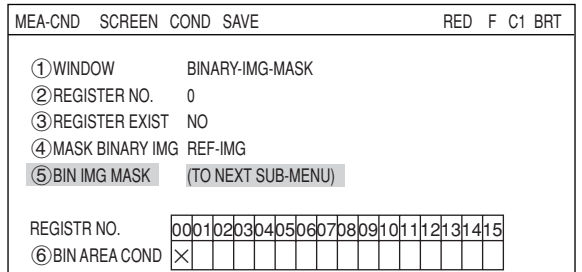 MEA-CND SCREEN COND SAVE RED F C1 BRT
①WINDOW BINARY-IMG-MASK
②REGISTER NO. 0
③REGISTER EXIST NO
④MASK BINARY IMG REF-IMG
⑤BIN IMG MASK (TO NEXT SUB-MENU)
REGISTR NO. 00 01 02 03 04 05 06 07 08 09 10 11 12 13 14 15
⑥BIN AREA COND ×